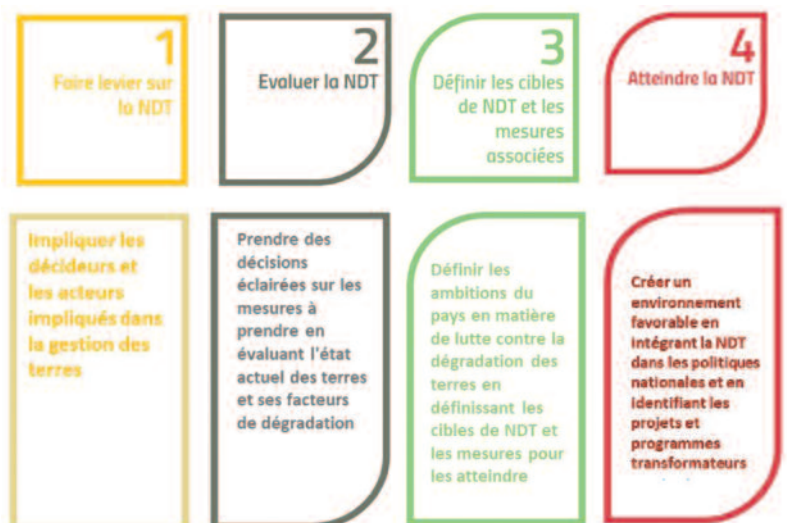 1
Faire levier sur
la NDT
2
Evaluer la NDT
3
Définir les cibles
de NDT et les
mesures
associées
4
Atteindre la NDT
Impliquer les
décideurs et
les acteurs
impliqués dans
la gestion des
terres
Prendre des
décisions
éclairées sur les
mesures à
prendre en
évaluant l'état
actuel des terres
et ses facteurs
de dégradation
Définir les
ambitions du
pays en matière
de lutte contre la
dégradation des
terres en
définissant les
cibles de NDT et
les mesures pour
les atteindre
Créer un
environnement
favorable en
intégrant la NDT
dans les politiques
nationales et en
identifiant les
projets et
programmes
transformateurs